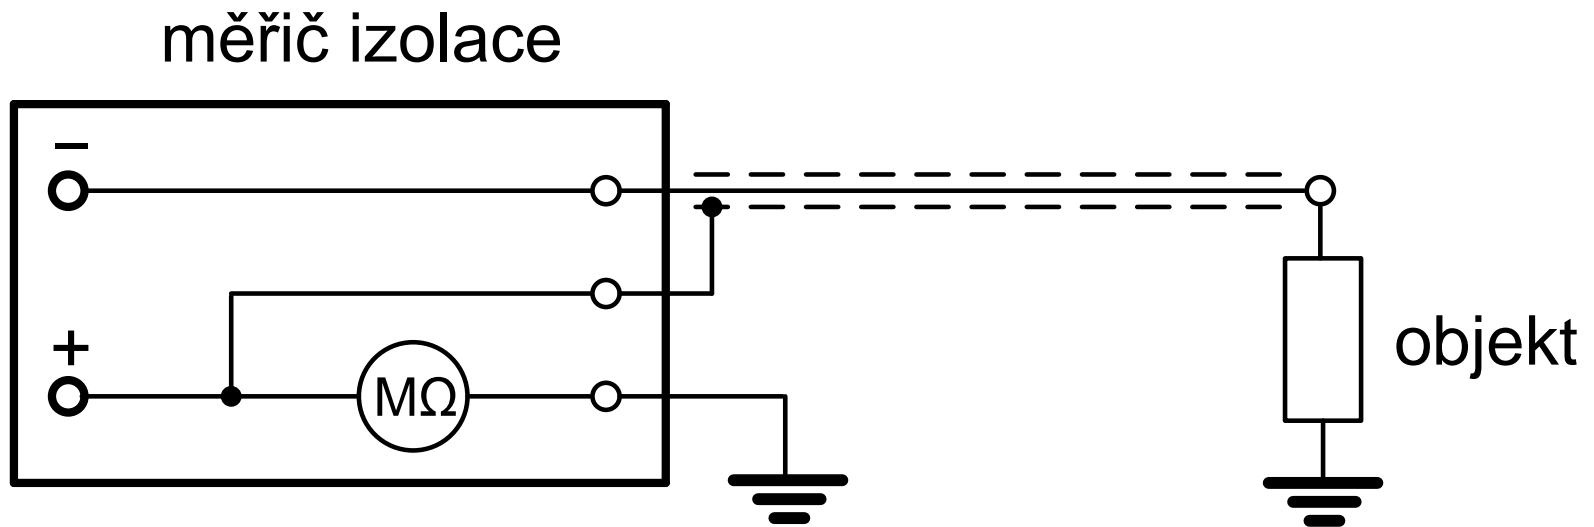 měřič izolace
−
+
MΩ
objekt